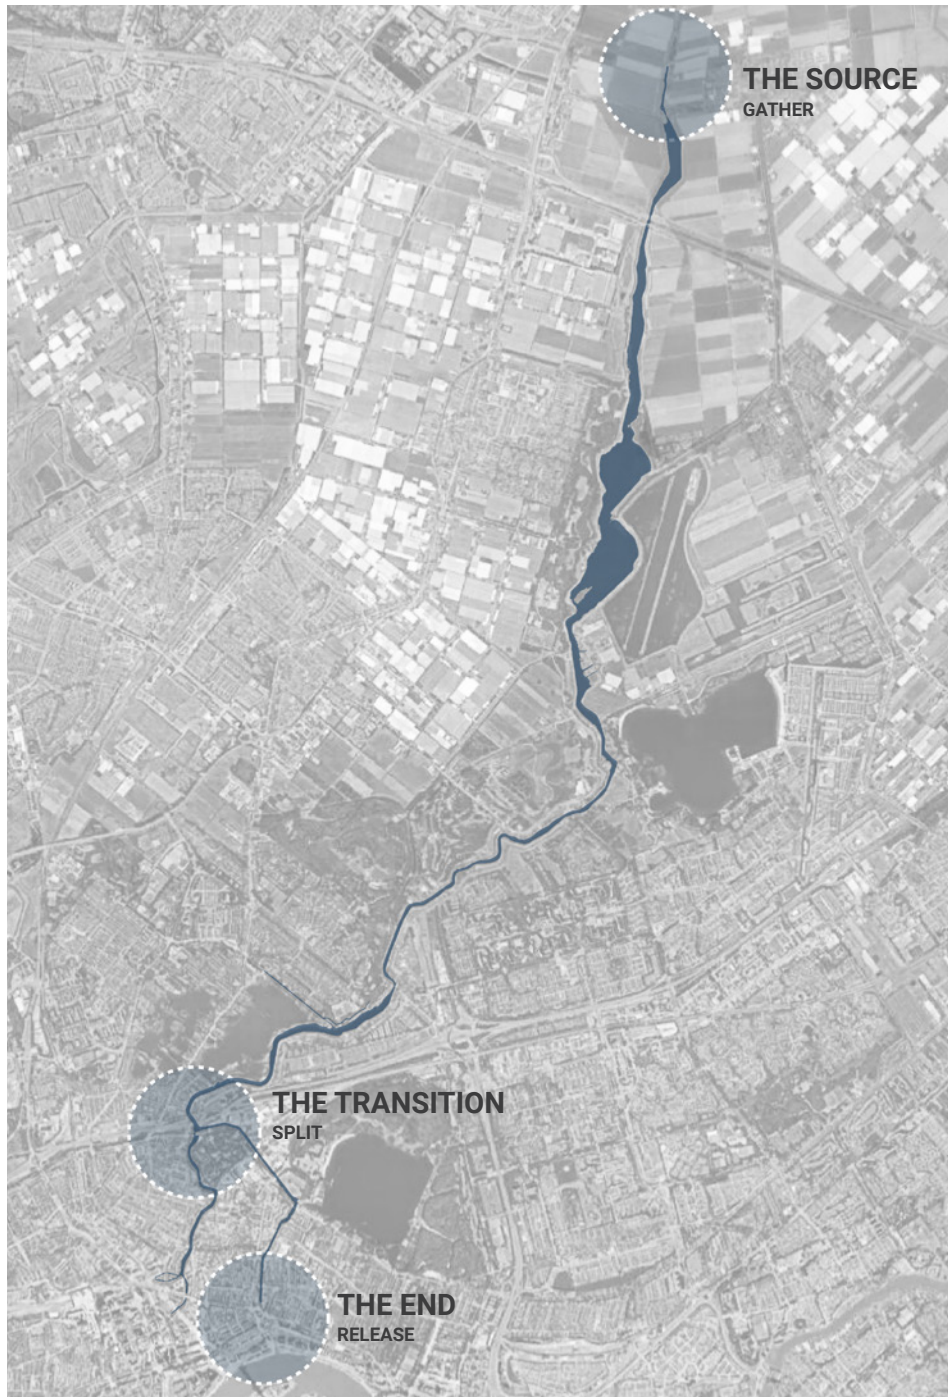 THE SOURCE
GATHER
THE TRANSITION
SPLIT
THE END
RELEASE